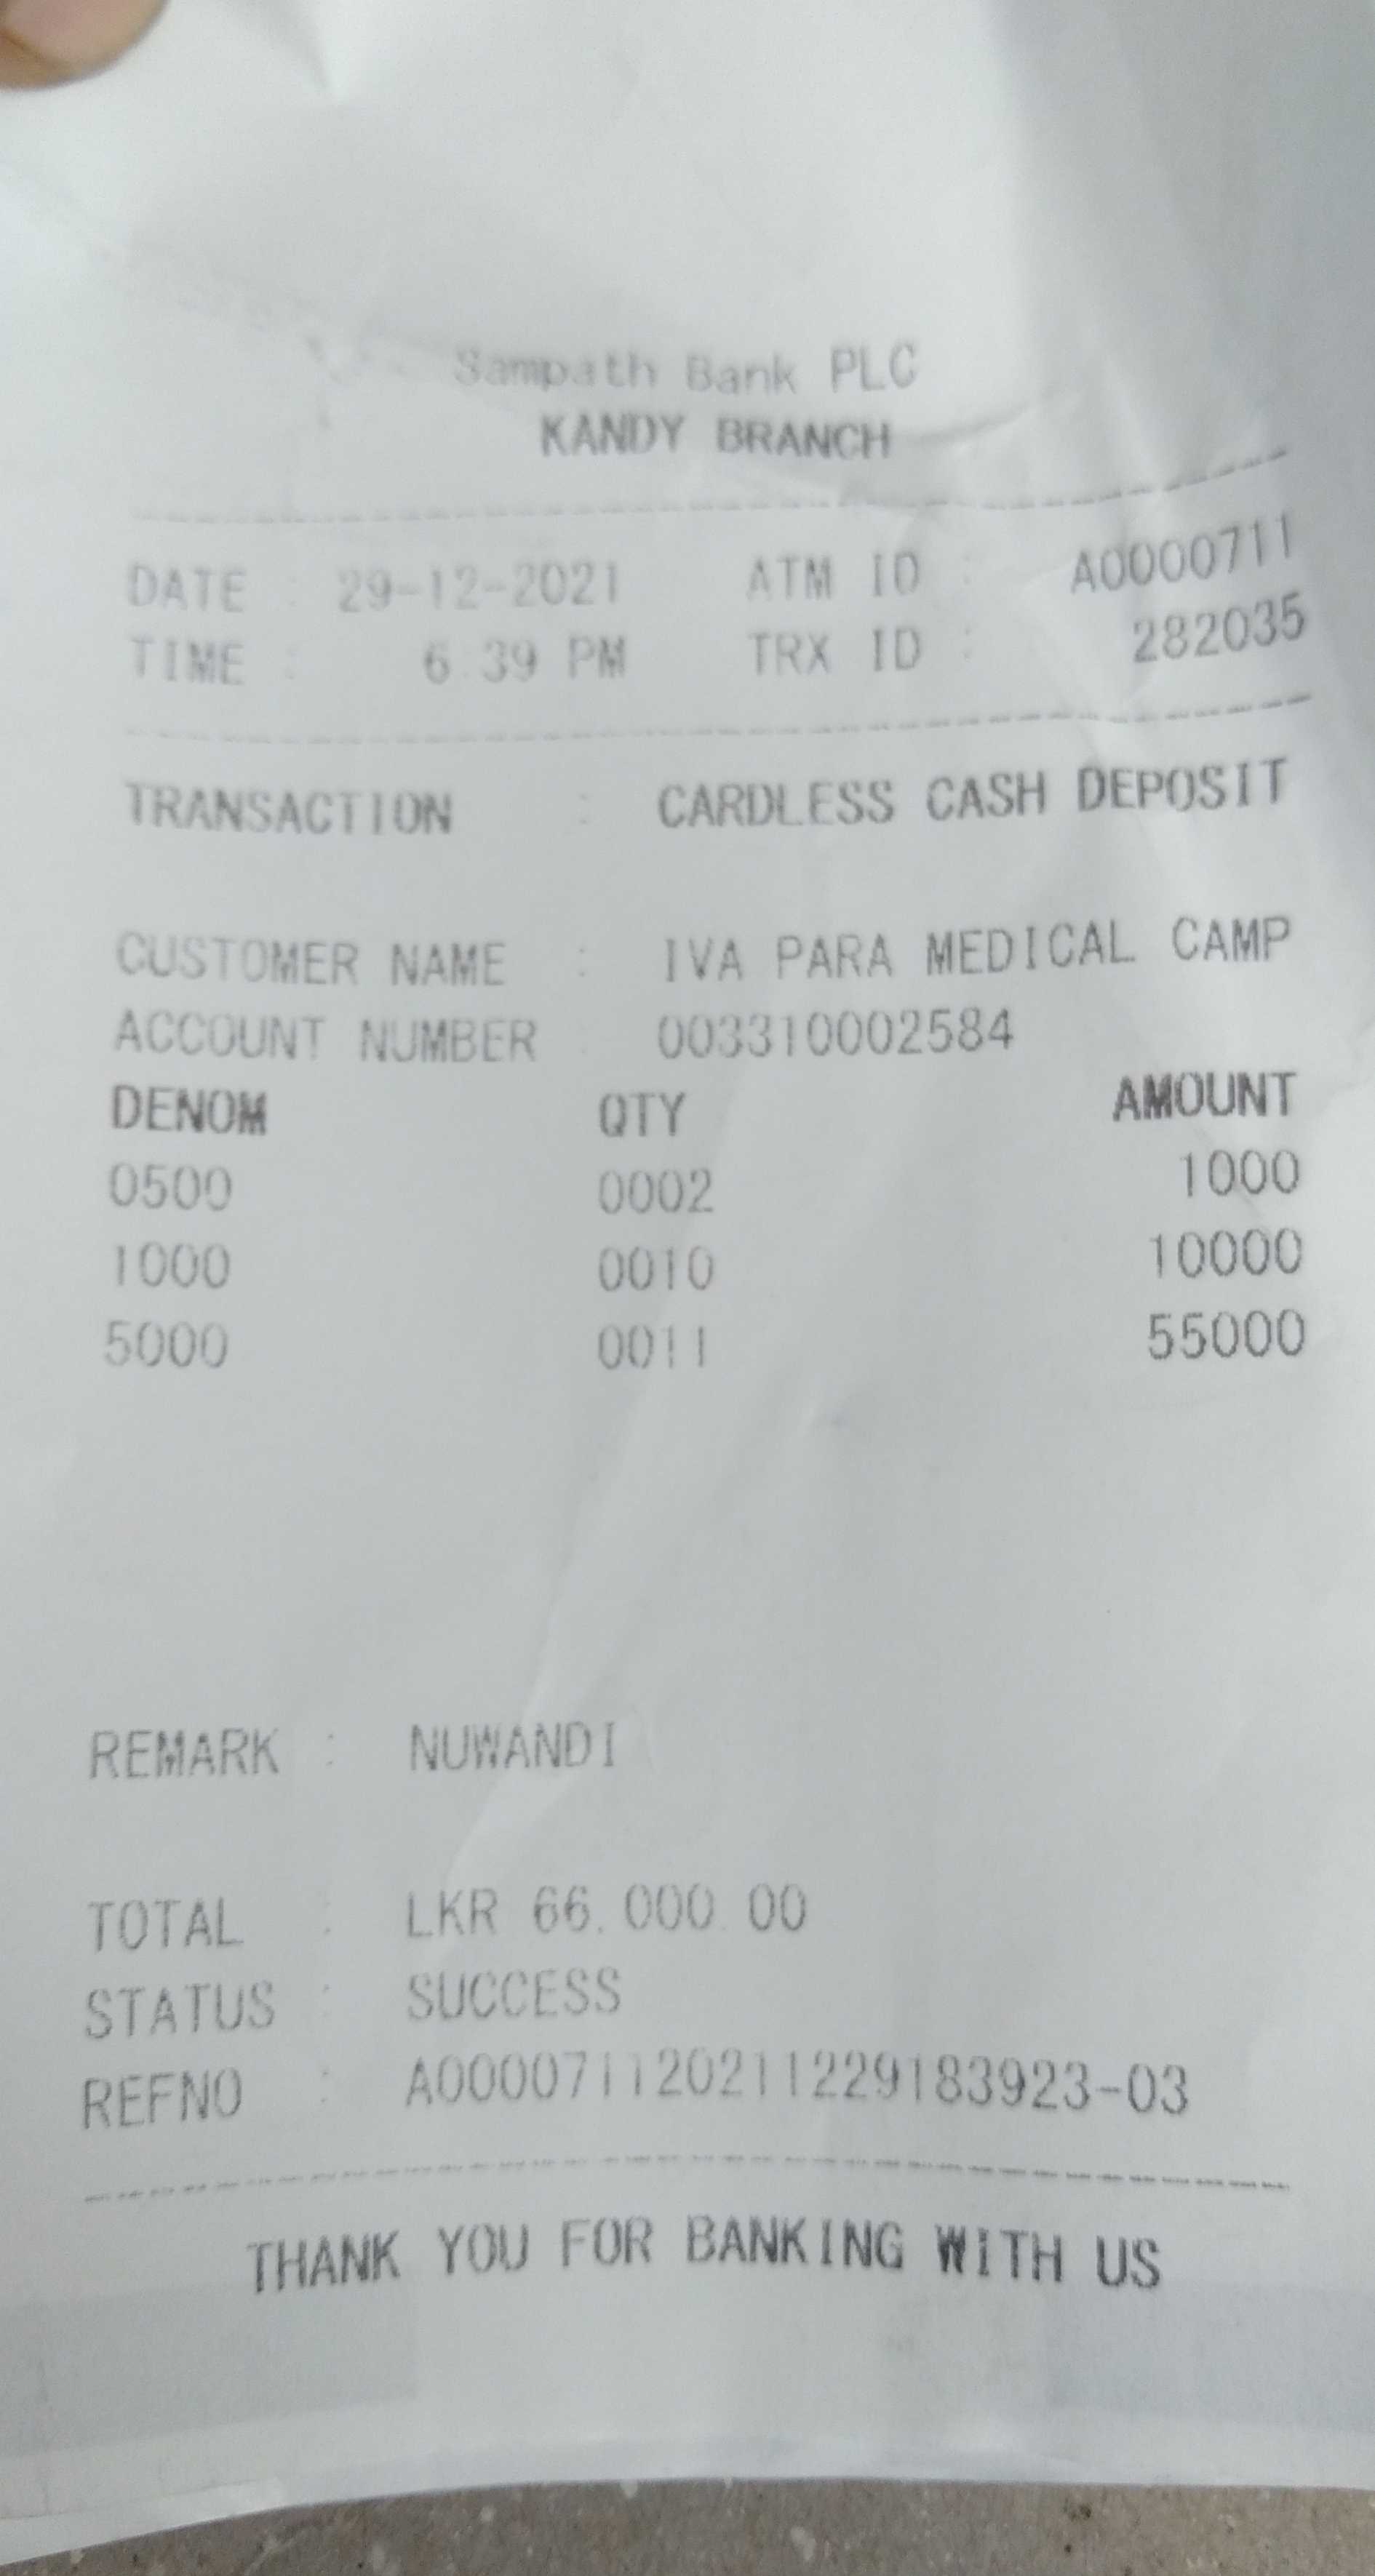 Sampath Bank PLC
KANDY BRANCH
DATE : 29-12-2021 ATM ID : A0000711
TIME : 6:39 PM TRX ID : 282035
TRANSACTION : CARDLESS CASH DEPOSIT
CUSTOMER NAME : IVA PARA MEDICAL CAMP
ACCOUNT NUMBER : 003310002584
DENOM QTY AMOUNT
0500 0002 1000
1000 0010 10000
5000 0011 55000
REMARK : NUWANDI
TOTAL : LKR 66,000.00
STATUS : SUCCESS
REFNO : A000071120211229183923-03
THANK YOU FOR BANKING WITH US